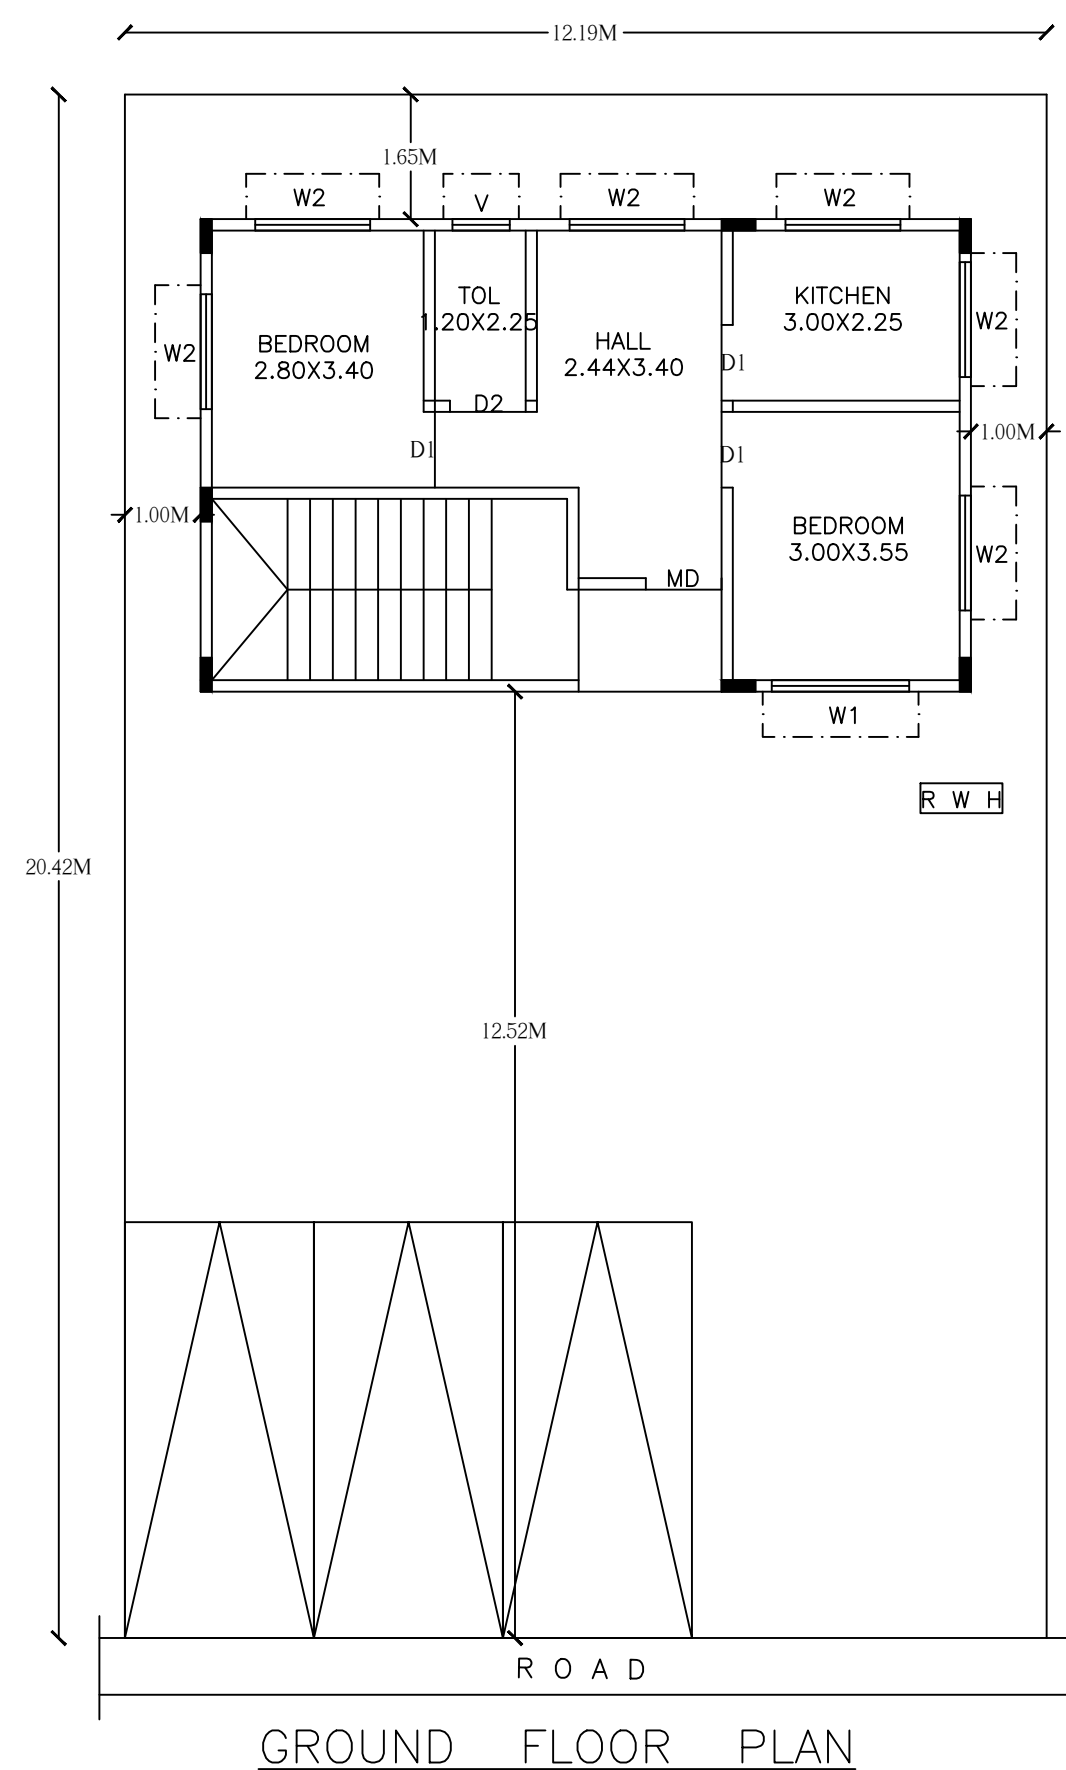 12.19M
1.65M
W2
V
W2
W2
TOL
1.20X2.25
KITCHEN
3.00X2.25
W2
BEDROOM
2.80X3.40
W2
HALL
2.44X3.40
D1
D2
D1
D1
1.00M
1.00M
BEDROOM
3.00X3.55
W2
MD
W1
R W H
20.42M
12.52M
R O A D
GROUND FLOOR PLAN